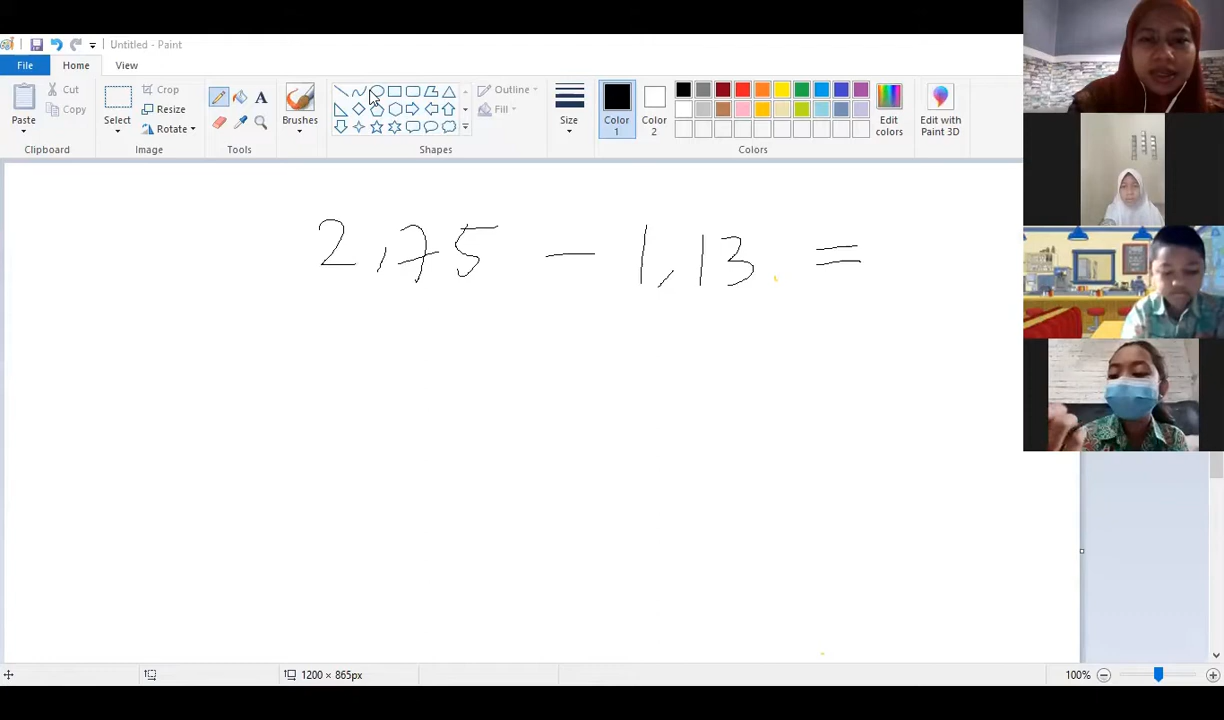 Untitled - Paint
File
Home
View
Paste
Cut
Copy
Clipboard
Select
Crop
Resize
Rotate
Image
A
Tools
Brushes
Outline
Fill
Shapes
Size
Color 1
Color 2
Edit colors
Colors
Edit with Paint 3D
2,75 – 1,13 =
1200 × 865px
100%